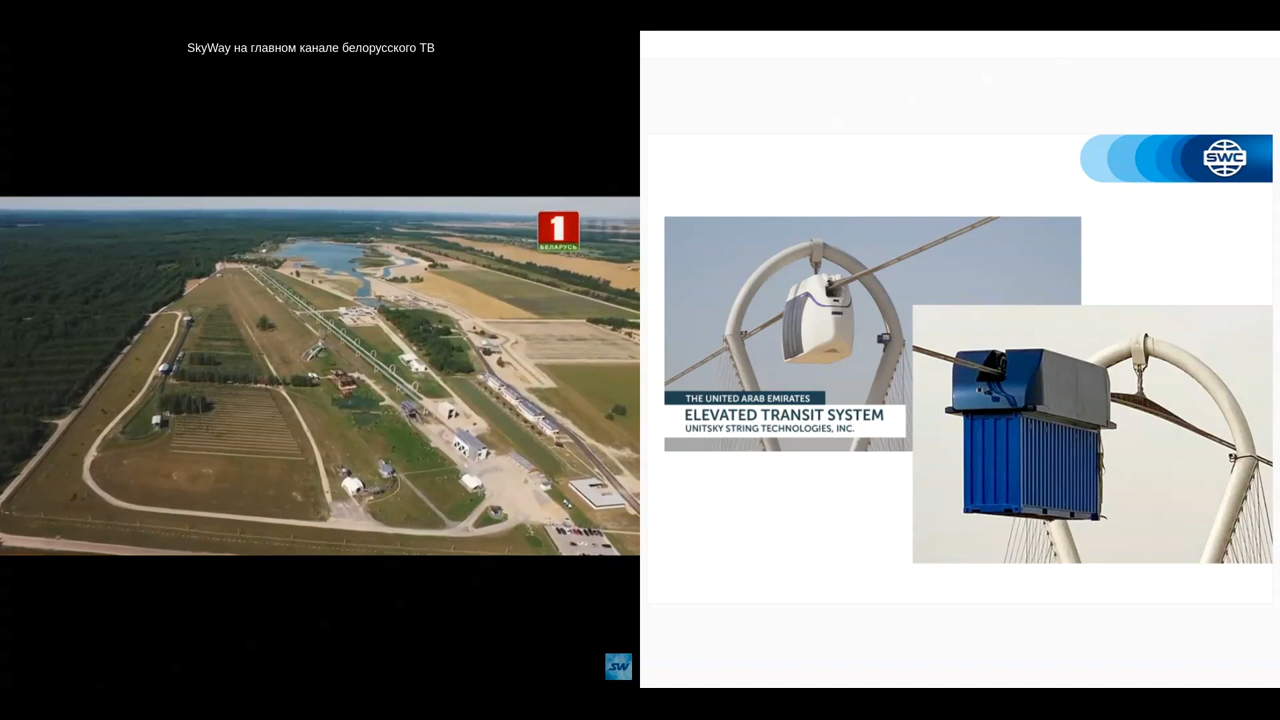 SkyWay на главном канале белорусского ТВ
1
БЕЛАРУСЬ
SW
SWC
THE UNITED ARAB EMIRATES
ELEVATED TRANSIT SYSTEM
UNITSKY STRING TECHNOLOGIES, INC.